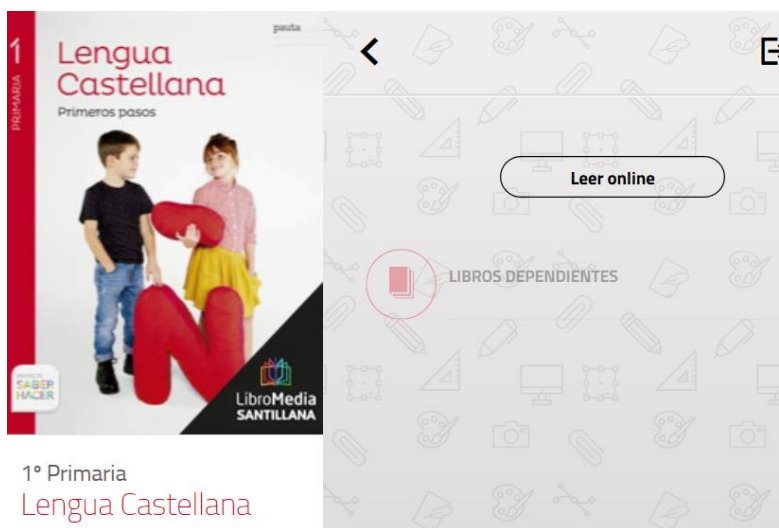 pauta
1
PRIMARIA
Lengua
Castellana
Primeros pasos
PROYECTO
SABER
HACER
LibroMedia
SANTILLANA
1º Primaria
Lengua Castellana
Leer online
LIBROS DEPENDIENTES